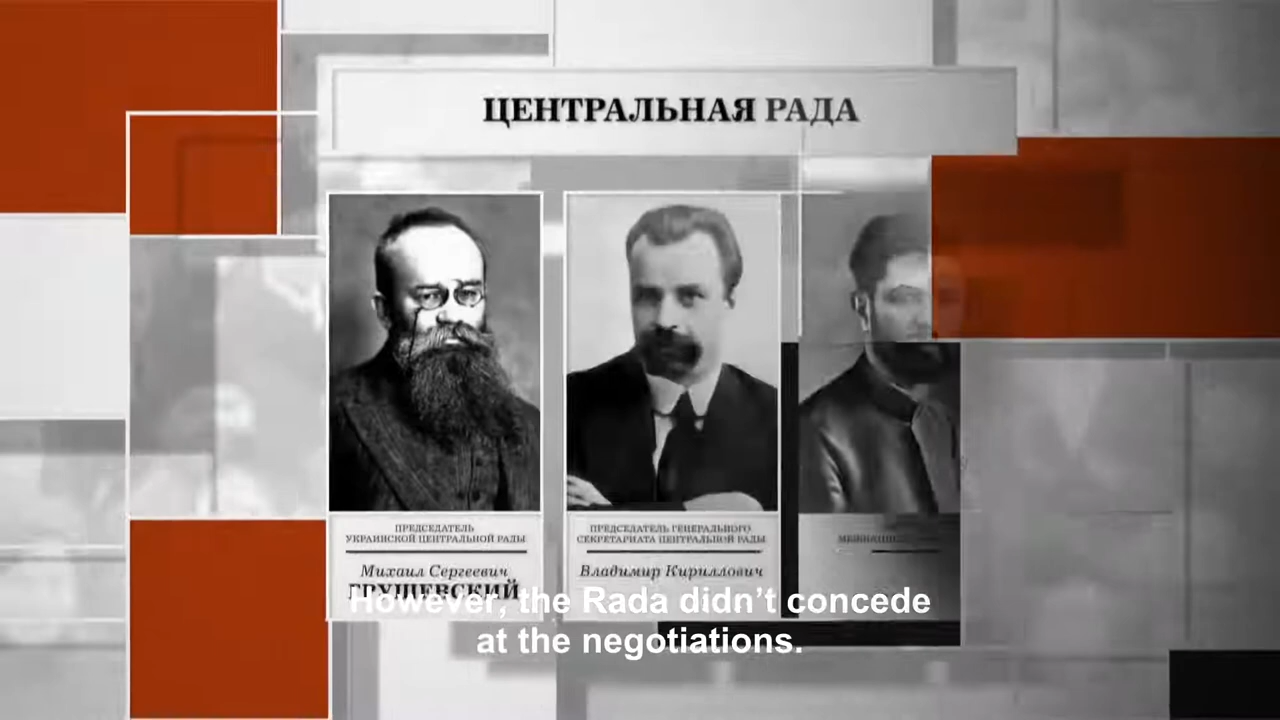 ЦЕНТРАЛЬНАЯ РАДА
ПРЕДСЕДАТЕЛЬ
УКРАИНСКОЙ ЦЕНТРАЛЬНОЙ РАДЫ
Михаил Сергеевич
ГРУШЕВСКИЙ
ПРЕДСЕДАТЕЛЬ ГЕНЕРАЛЬНОГО
СЕКРЕТАРИАТА ЦЕНТРАЛЬНОЙ РАДЫ
Владимир Кириллович
However, the Rada didn’t concede
at the negotiations.